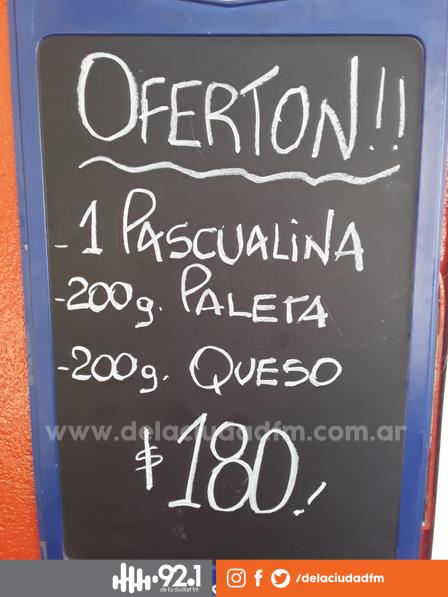 OFERTON!!
- 1 PASCUALINA
- 200g. PALETA
- 200g. QUESO
www.delaciudadfm.com.ar
$180.!
92.1
de la ciudad fm
/delaciudadfm